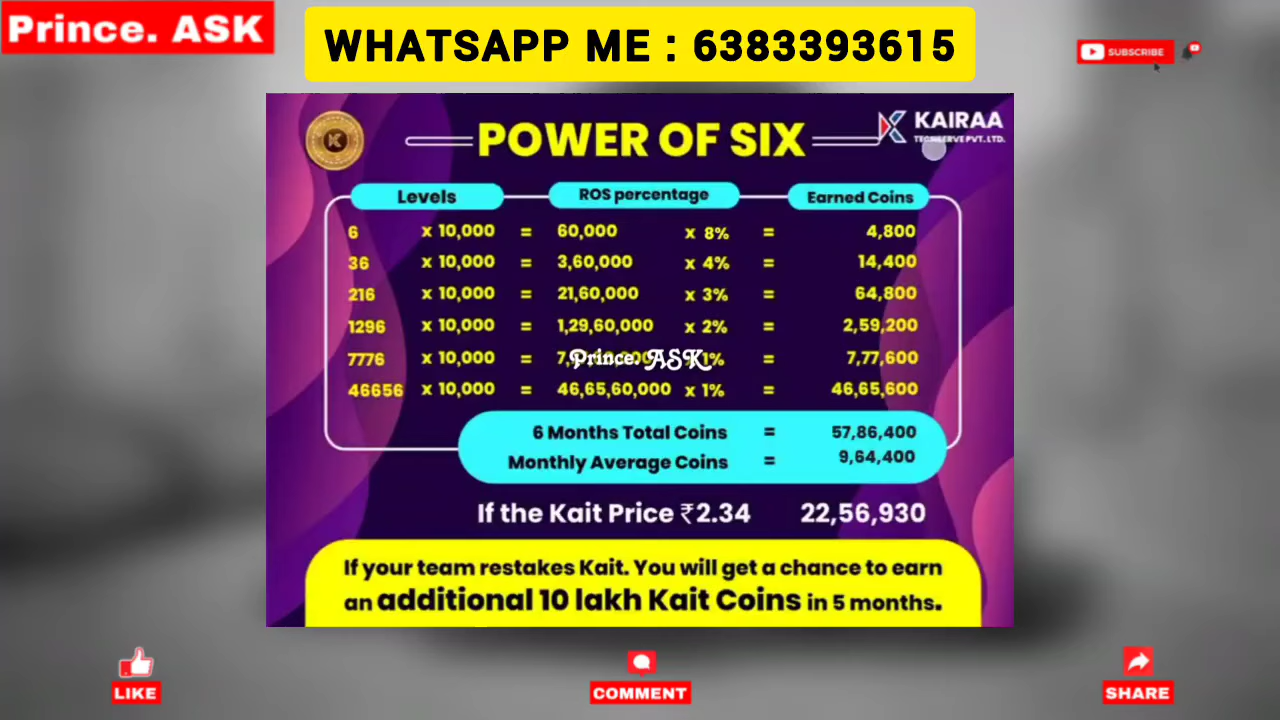 Prince. ASK
WHATSAPP ME : 6383393615
SUBSCRIBE
K
POWER OF SIX
KAIRAA
TECHSERVE PVT. LTD.
Levels ROS percentage Earned Coins
6 x 10,000 = 60,000 x 8% = 4,800
36 x 10,000 = 3,60,000 x 4% = 14,400
216 x 10,000 = 21,60,000 x 3% = 64,800
1296 x 10,000 = 1,29,60,000 x 2% = 2,59,200
7776 x 10,000 = 1% = 7,77,600
Prince. ASK
46656 x 10,000 = 46,65,60,000 x 1% = 46,65,600
6 Months Total Coins = 57,86,400
Monthly Average Coins = 9,64,400
If the Kait Price ₹2.34 22,56,930
If your team restakes Kait. You will get a chance to earn
an additional 10 lakh Kait Coins in 5 months.
LIKE
COMMENT
SHARE